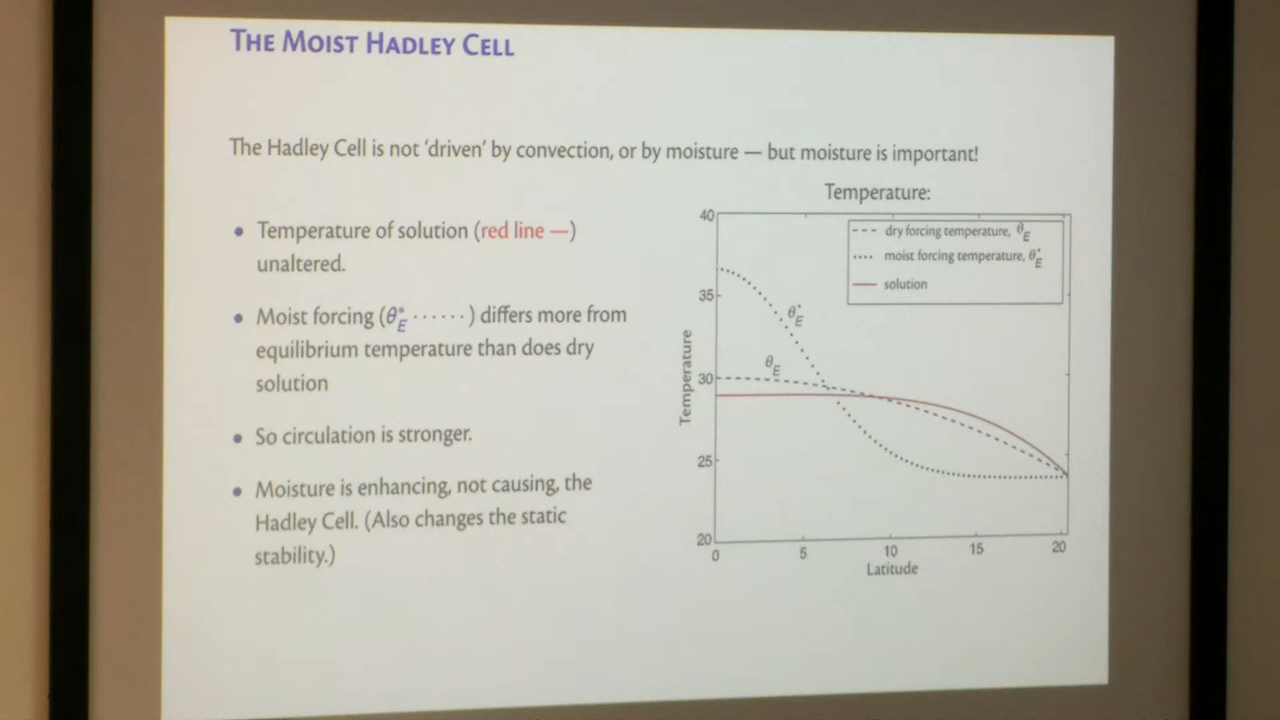 THE MOIST HADLEY CELL
The Hadley Cell is not ‘driven’ by convection, or by moisture — but moisture is important!
• Temperature of solution (red line —)
unaltered.
• Moist forcing (θ*E ······) differs more from
equilibrium temperature than does dry
solution
• So circulation is stronger.
• Moisture is enhancing, not causing, the
Hadley Cell. (Also changes the static
stability.)
Temperature:
dry forcing temperature, θE
moist forcing temperature, θ*E
solution
θ*E
θE
Temperature
40
35
30
25
20
0 5 10 15 20
Latitude